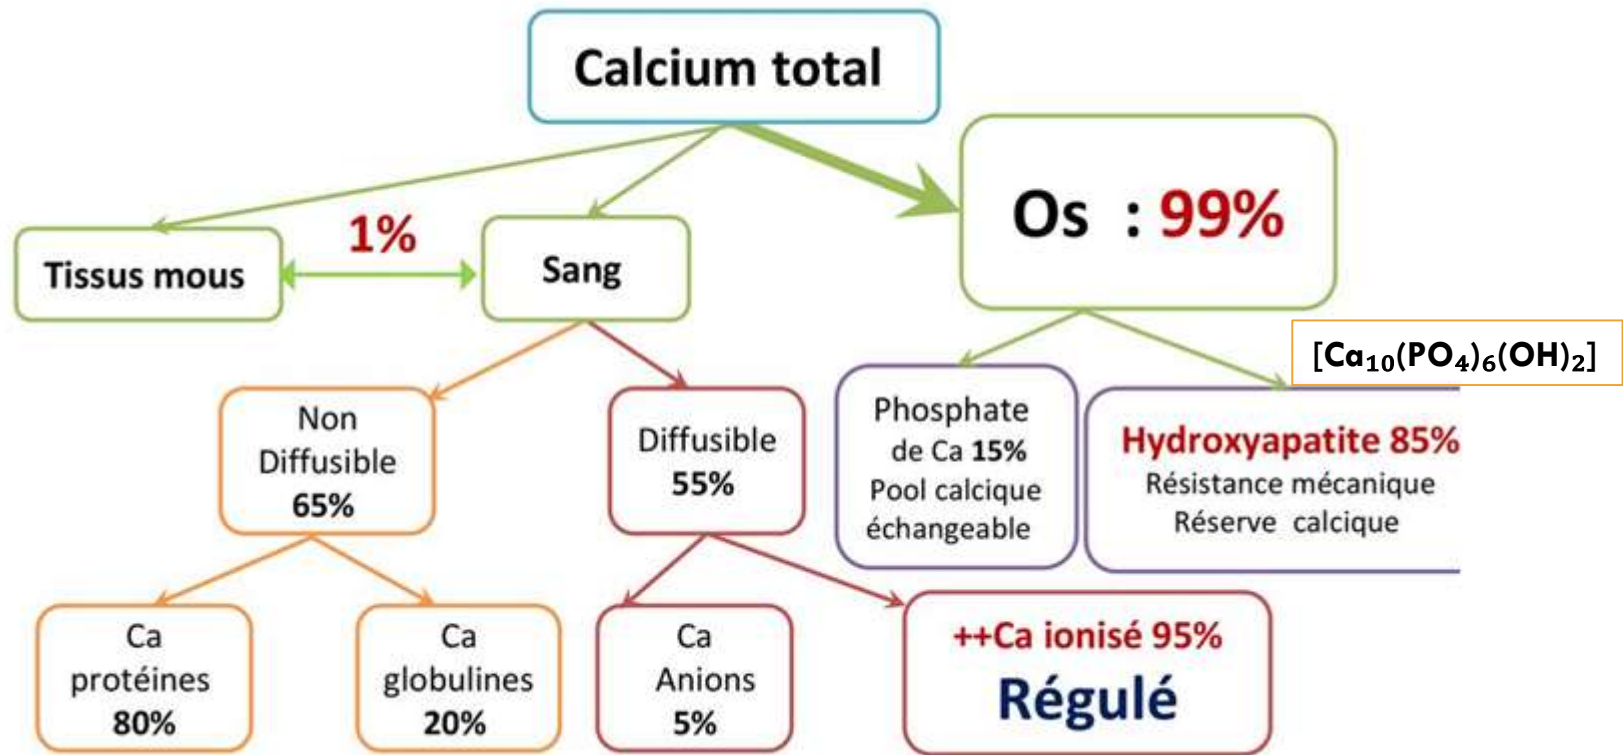 Calcium total
Os : 99%
1%
Tissus mous
Sang
[Ca₁₀(PO₄)₆(OH)₂]
Non
Diffusible
65%
Diffusible
55%
Phosphate
de Ca 15%
Pool calcique
échangeable
Hydroxyapatite 85%
Résistance mécanique
Réserve calcique
Ca
protéines
80%
Ca
globulines
20%
Ca
Anions
5%
++Ca ionisé 95%
Régulé